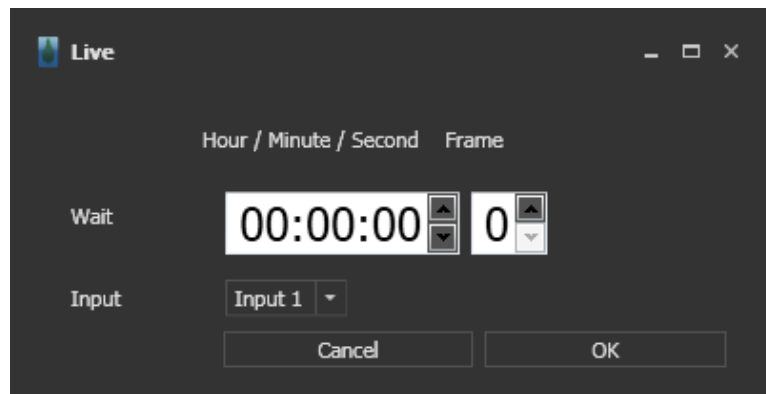 Live
Hour / Minute / Second Frame
Wait 00:00:00 0
Input Input 1
Cancel OK